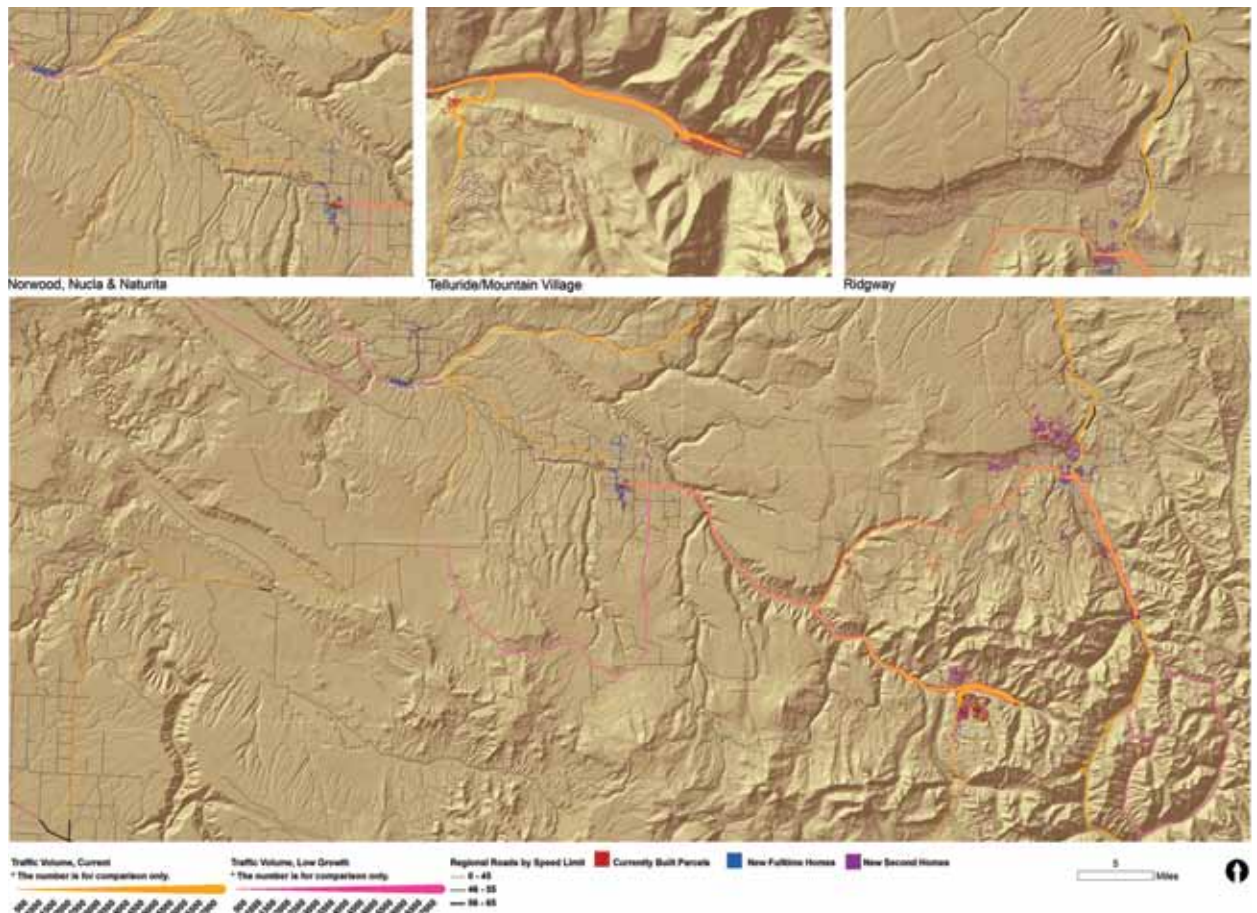 Norwood, Nucla & Naturita
Telluride/Mountain Village
Ridgway
Traffic Volume, Current
* The number is for comparison only.
Traffic Volume, Low Growth
* The number is for comparison only.
Regional Roads by Speed Limit
0 - 45
46 - 55
56 - 65
Currently Built Parcels
New Fulltime Homes
New Second Homes
5
Miles